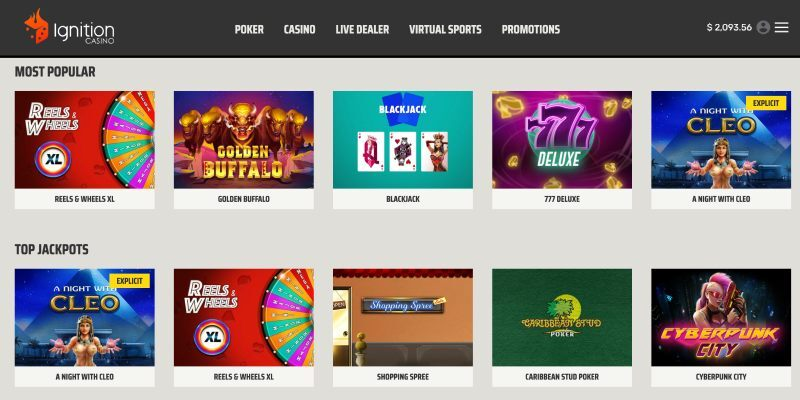 Ignition
CASINO
POKER CASINO LIVE DEALER VIRTUAL SPORTS PROMOTIONS
$ 2,093.56
MOST POPULAR
REELS &
WHEELS
XL
GOLDEN
BUFFALO
BLACKJACK
777
DELUXE
EXPLICIT
A NIGHT WITH
CLEO
REELS & WHEELS XL
GOLDEN BUFFALO
BLACKJACK
777 DELUXE
A NIGHT WITH CLEO
TOP JACKPOTS
EXPLICIT
A NIGHT WITH
CLEO
REELS &
WHEELS
XL
Shopping Spree
CARIBBEAN STUD
POKER
CYBERPUNK
CITY
A NIGHT WITH CLEO
REELS & WHEELS XL
SHOPPING SPREE
CARIBBEAN STUD POKER
CYBERPUNK CITY